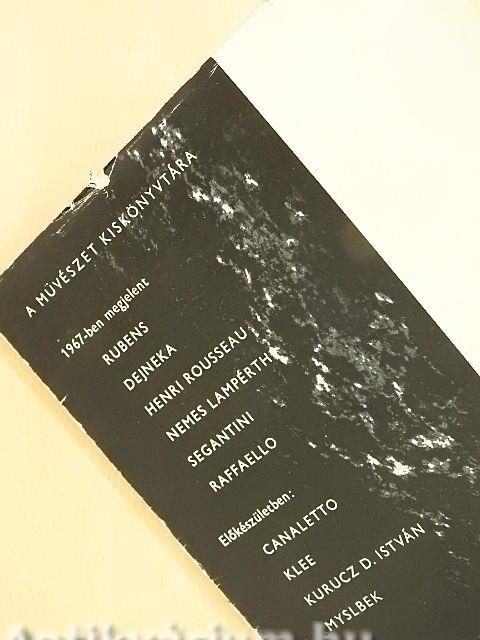 A MŰVÉSZET KISKÖNYVTÁRA
1967-ben megjelent
RUBENS
DEJNEKA
HENRI ROUSSEAU
NEMES LAMPÉRTH
SEGANTINI
RAFFAELLO
Előkészületben:
CANALETTO
KLEE
KURUCZ D. ISTVÁN
MYSLBEK